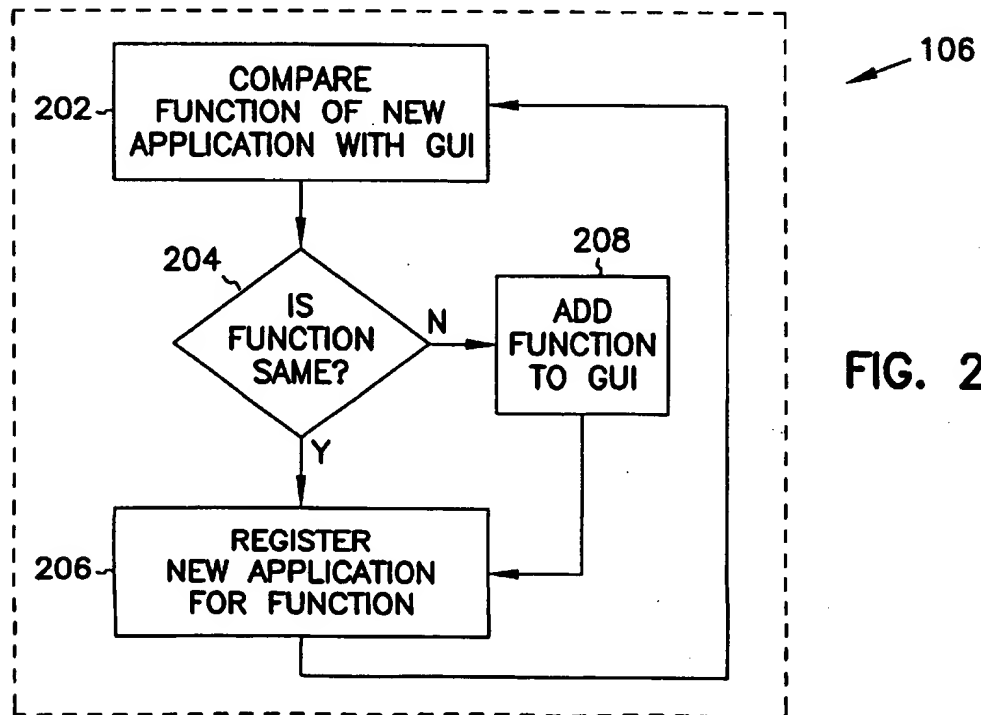 106
202
COMPARE
FUNCTION OF NEW
APPLICATION WITH GUI
204
IS
FUNCTION
SAME?
N
Y
208
ADD
FUNCTION
TO GUI
FIG. 2
206
REGISTER
NEW APPLICATION
FOR FUNCTION